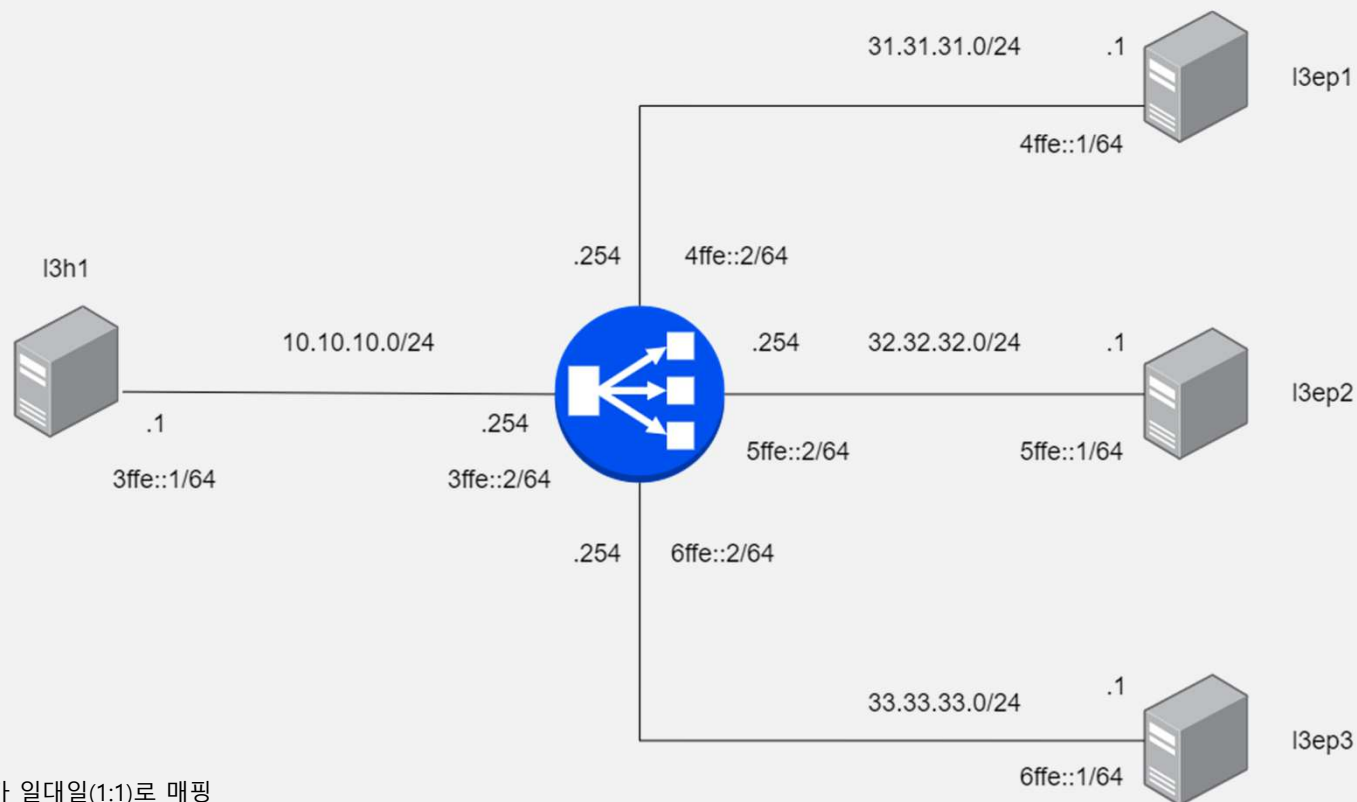 31.31.31.0/24 .1
l3ep1
4ffe::1/64
.254 4ffe::2/64
l3h1
10.10.10.0/24
.254 32.32.32.0/24 .1
l3ep2
.1 .254
5ffe::2/64 5ffe::1/64
3ffe::1/64 3ffe::2/64
.254 6ffe::2/64
33.33.33.0/24 .1
l3ep3
6ffe::1/64
일대일(1:1)로 매핑